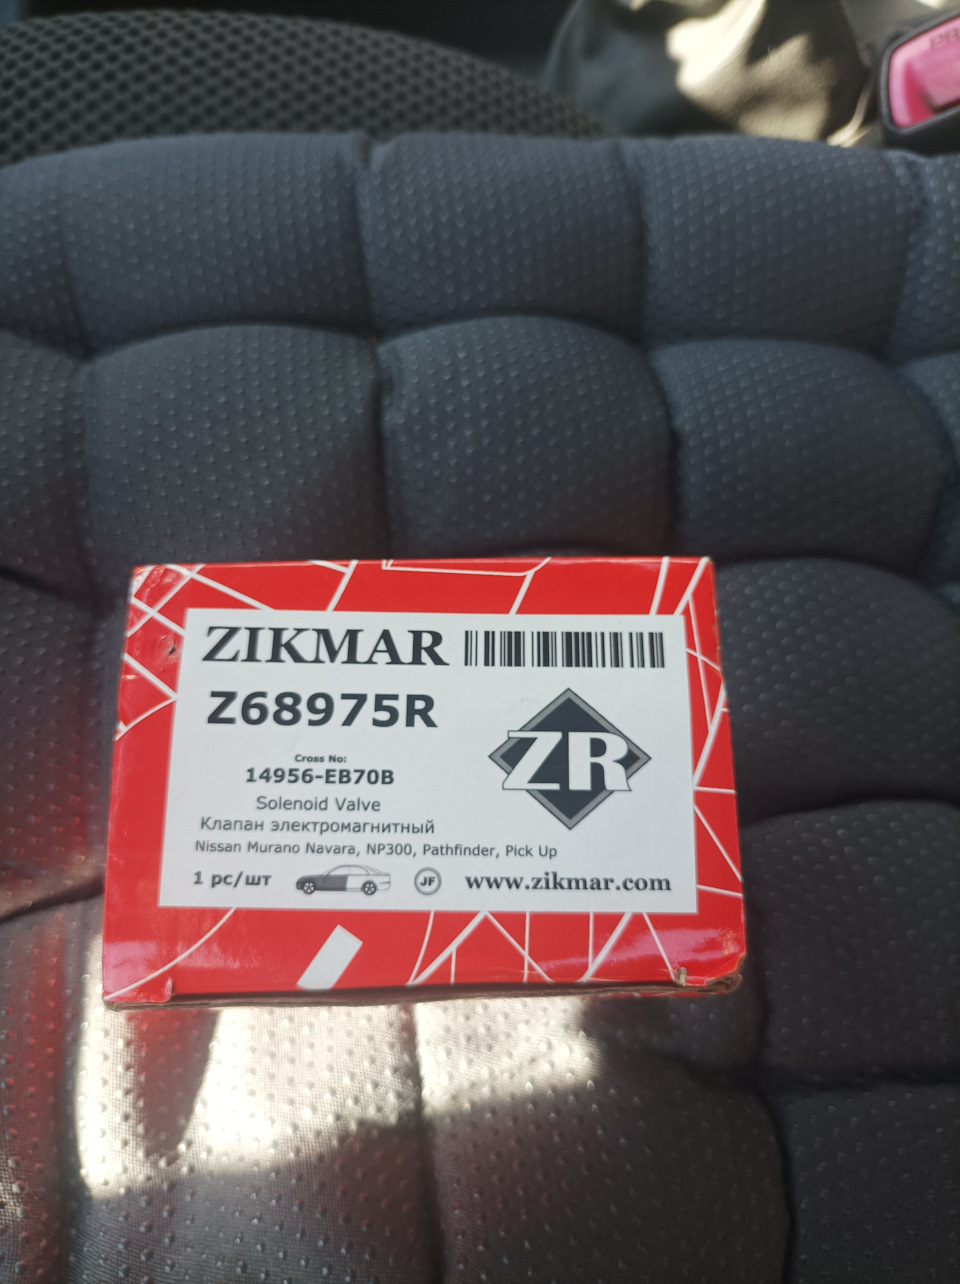 ZIKMAR
Z68975R
Cross No:
14956-EB70B
Solenoid Valve
Клапан электромагнитный
Nissan Murano Navara, NP300, Pathfinder, Pick Up
1 pc/шт
JF
www.zikmar.com
ZR